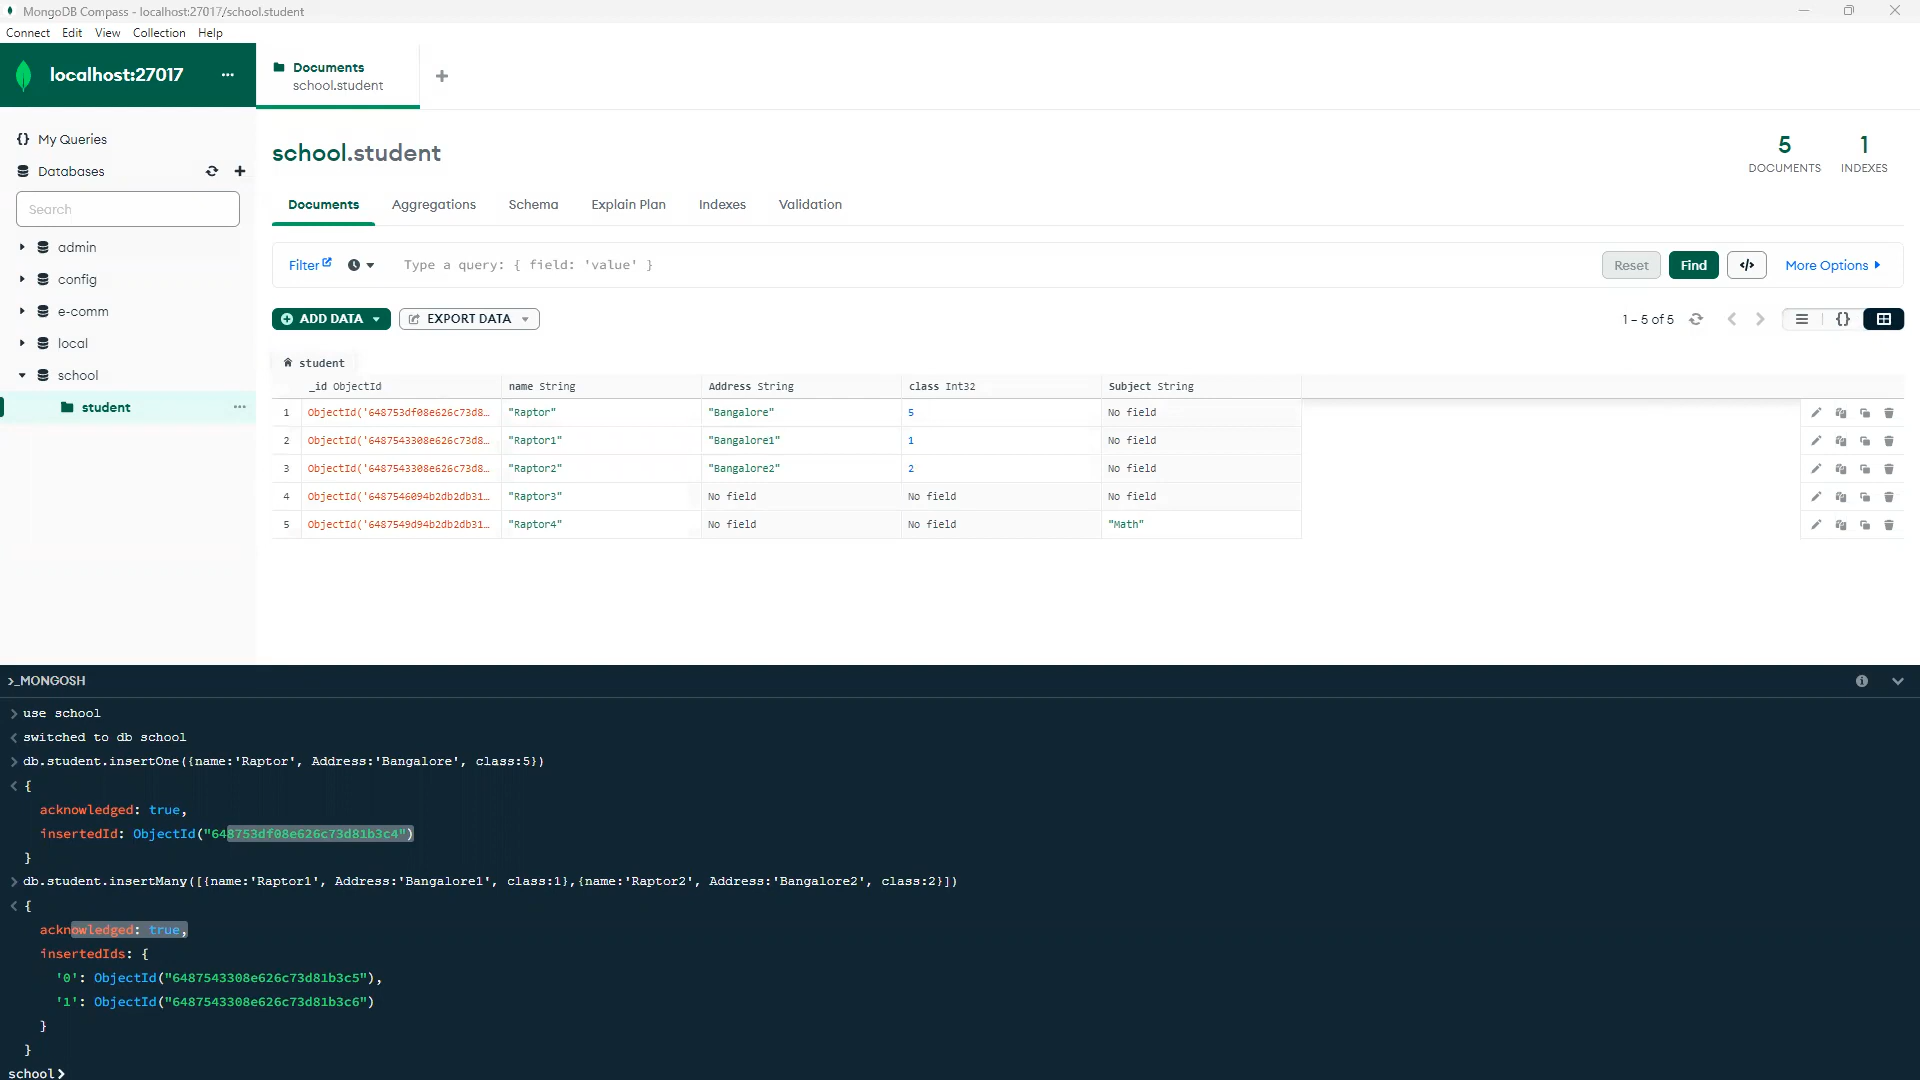 MongoDB Compass - localhost:27017/school.student
Connect Edit View Collection Help
localhost:27017 ...
Documents
school.student
{} My Queries
Databases
Search
admin
config
e-comm
local
school
student ...
school.student
5
DOCUMENTS
1
INDEXES
Documents Aggregations Schema Explain Plan Indexes Validation
Filter Type a query: { field: 'value' } Reset Find </> More Options
ADD DATA EXPORT DATA 1 – 5 of 5 {}
student
_id ObjectId name String Address String class Int32 Subject String
1 ObjectId('648753df08e626c73d8… "Raptor" "Bangalore" 5 No field
2 ObjectId('6487543308e626c73d8… "Raptor1" "Bangalore1" 1 No field
3 ObjectId('6487543308e626c73d8… "Raptor2" "Bangalore2" 2 No field
4 ObjectId('6487546094b2db2db31… "Raptor3" No field No field No field
5 ObjectId('6487549d94b2db2db31… "Raptor4" No field No field "Math"
>_MONGOSH
> use school
< switched to db school
> db.student.insertOne({name:'Raptor', Address:'Bangalore', class:5})
< {
acknowledged: true,
insertedId: ObjectId("648753df08e626c73d81b3c4")
}
> db.student.insertMany([{name:'Raptor1', Address:'Bangalore1', class:1},{name:'Raptor2', Address:'Bangalore2', class:2}])
< {
acknowledged: true,
insertedIds: {
'0': ObjectId("6487543308e626c73d81b3c5"),
'1': ObjectId("6487543308e626c73d81b3c6")
}
}
school>